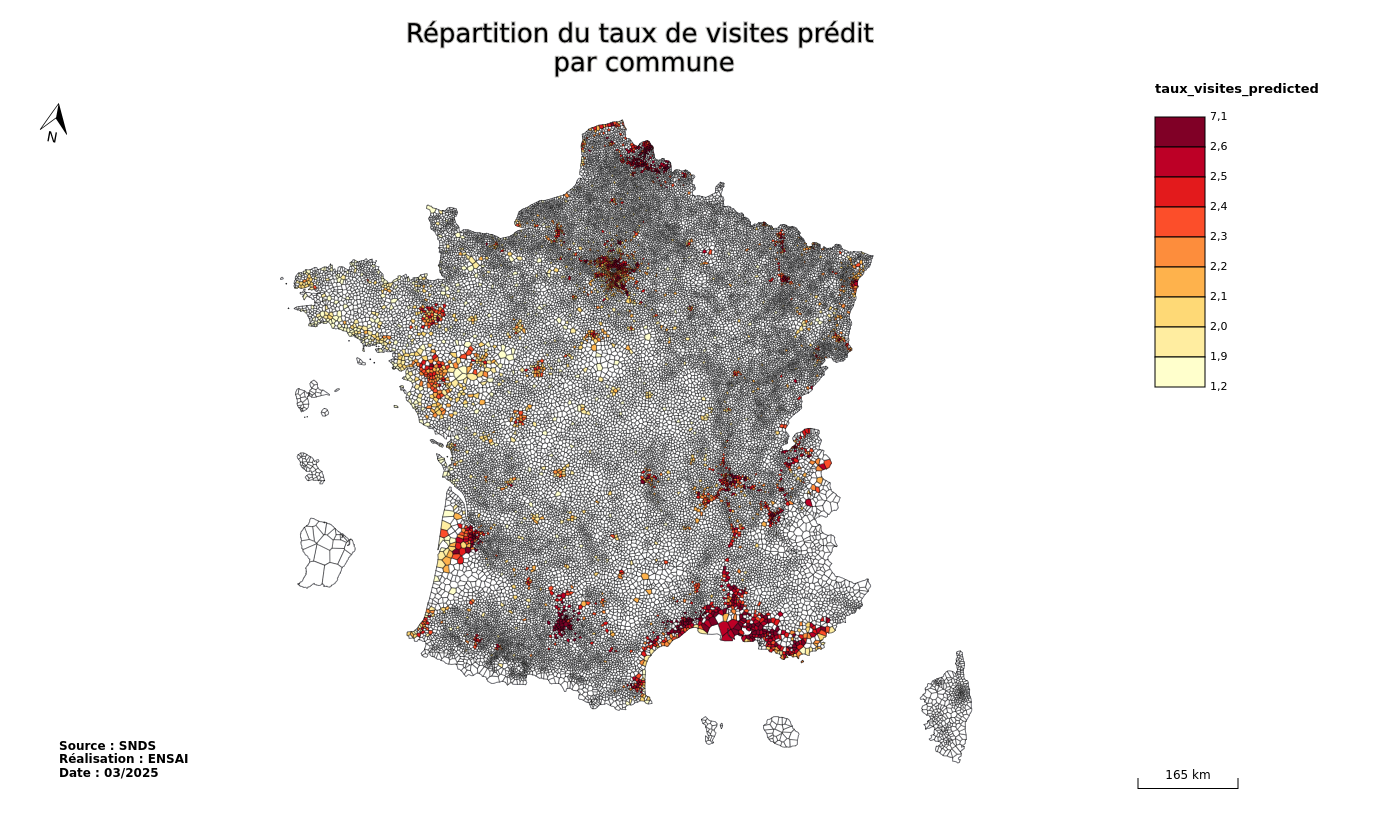 Répartition du taux de visites prédit
par commune
taux_visites_predicted
7,1
2,6
2,5
2,4
2,3
2,2
2,1
2,0
1,9
1,2
N
Source : SNDS
Réalisation : ENSAI
Date : 03/2025
165 km